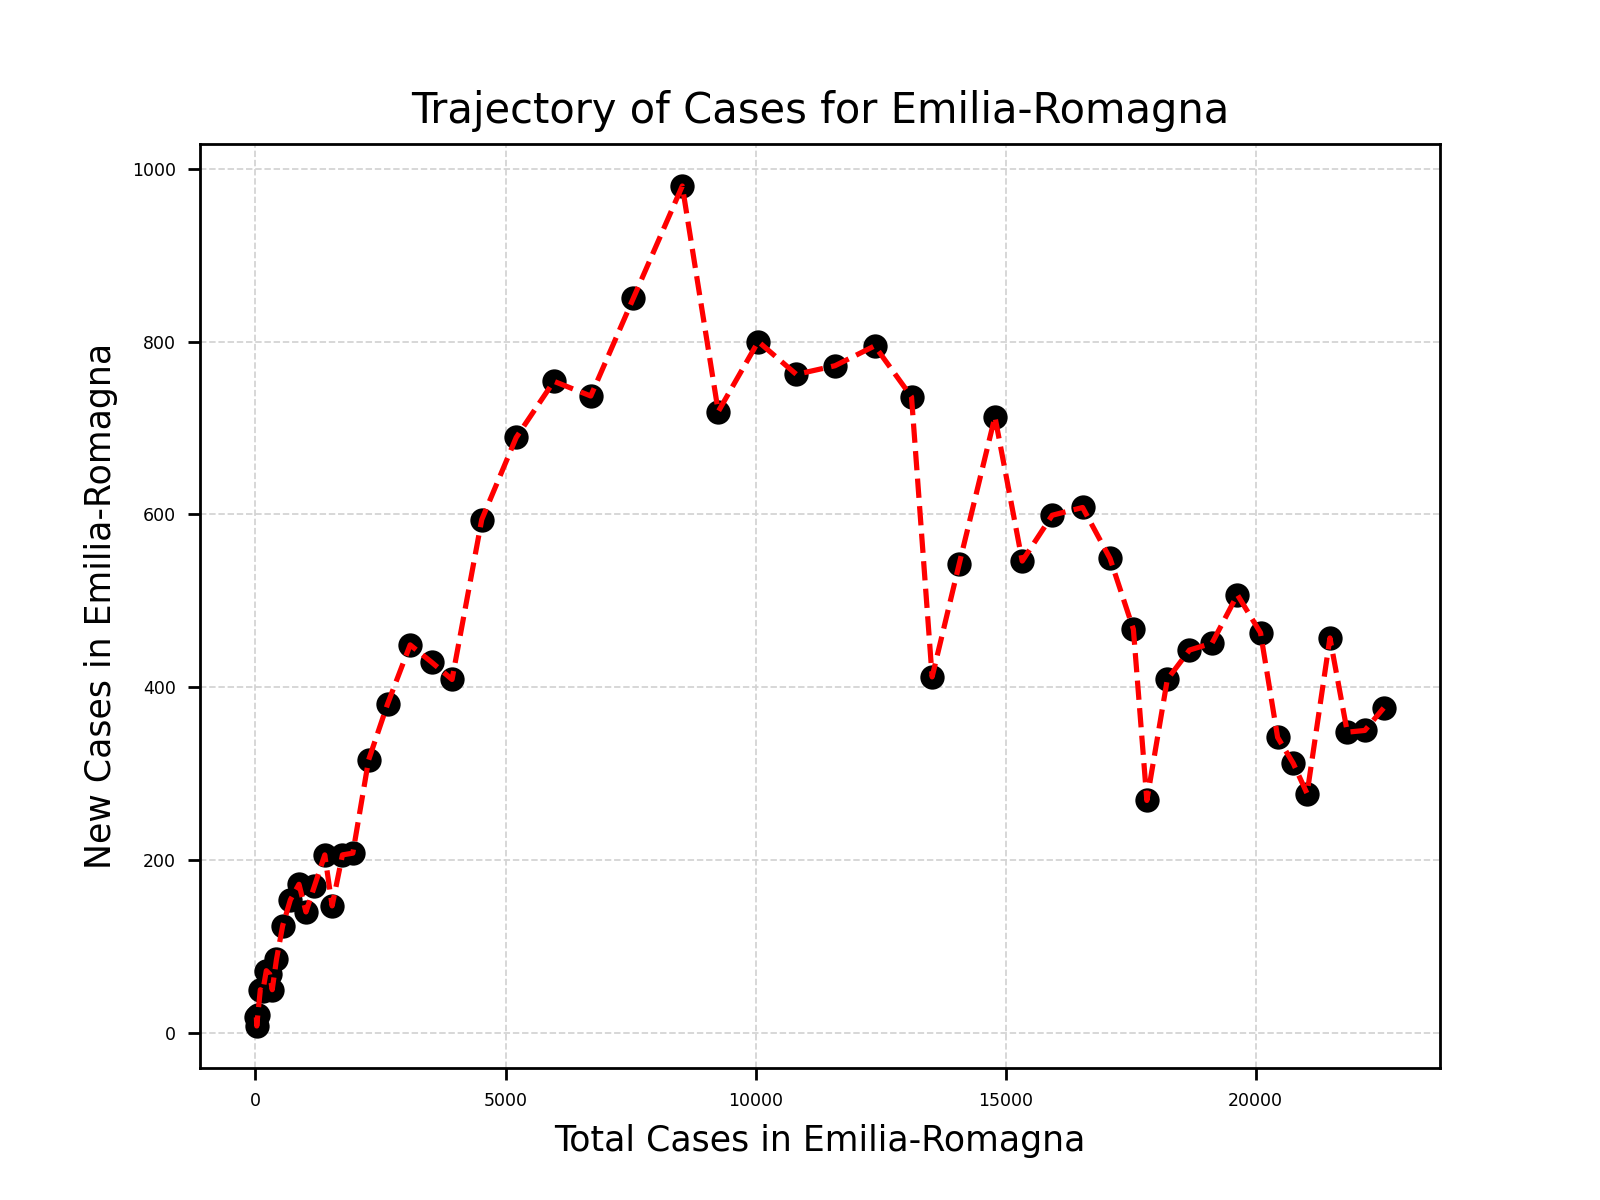 Trajectory of Cases for Emilia-Romagna
1000
800
600
400
200
0
New Cases in Emilia-Romagna
0 5000 10000 15000 20000
Total Cases in Emilia-Romagna